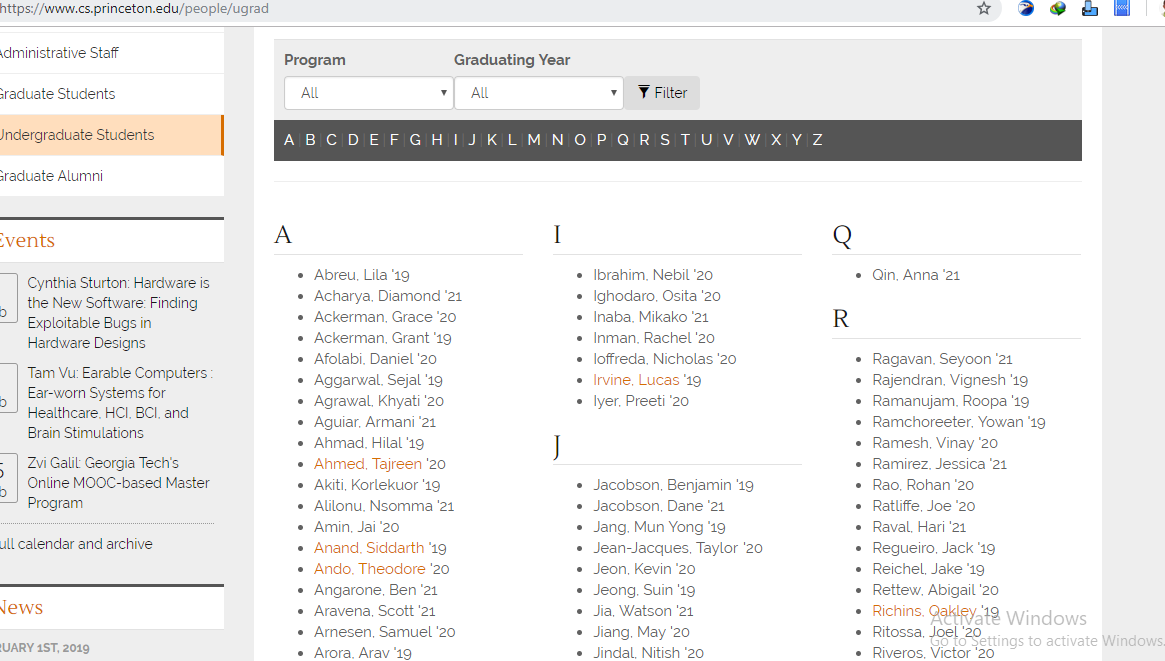 https://www.cs.princeton.edu/people/ugrad
Administrative Staff
Graduate Students
Undergraduate Students
Graduate Alumni
Events
Cynthia Sturton: Hardware is
the New Software: Finding
Exploitable Bugs in
Hardware Designs
Tam Vu: Earable Computers :
Ear-worn Systems for
Healthcare, HCI, BCI, and
Brain Stimulations
Zvi Galil: Georgia Tech's
Online MOOC-based Master
Program
ull calendar and archive
News
RUARY 1ST, 2019
Program
Graduating Year
All
All
Filter
A B C D E F G H I J K L M N O P Q R S T U V W X Y Z
A
Abreu, Lila '19
Acharya, Diamond '21
Ackerman, Grace '20
Ackerman, Grant '19
Afolabi, Daniel '20
Aggarwal, Sejal '19
Agrawal, Khyati '20
Aguiar, Armani '21
Ahmad, Hilal '19
Ahmed, Tajreen '20
Akiti, Korlekuor '19
Alilonu, Nsomma '21
Amin, Jai '20
Anand, Siddarth '19
Ando, Theodore '20
Angarone, Ben '21
Aravena, Scott '21
Arnesen, Samuel '20
Arora, Arav '19
I
Ibrahim, Nebil '20
Ighodaro, Osita '20
Inaba, Mikako '21
Inman, Rachel '20
Ioffreda, Nicholas '20
Irvine, Lucas '19
Iyer, Preeti '20
J
Jacobson, Benjamin '19
Jacobson, Dane '21
Jang, Mun Yong '19
Jean-Jacques, Taylor '20
Jeon, Kevin '20
Jeong, Suin '19
Jia, Watson '21
Jiang, May '20
Jindal, Nitish '20
Q
Qin, Anna '21
R
Ragavan, Seyoon '21
Rajendran, Vignesh '19
Ramanujam, Roopa '19
Ramchoreeter, Yowan '19
Ramesh, Vinay '20
Ramirez, Jessica '21
Rao, Rohan '20
Ratliffe, Joe '20
Raval, Hari '21
Regueiro, Jack '19
Reichel, Jake '19
Rettew, Abigail '20
Richins, Oakley '19
Ritossa, Joel '20
Riveros, Victor '20
Activate Windows
Go to Settings to activate Windows.